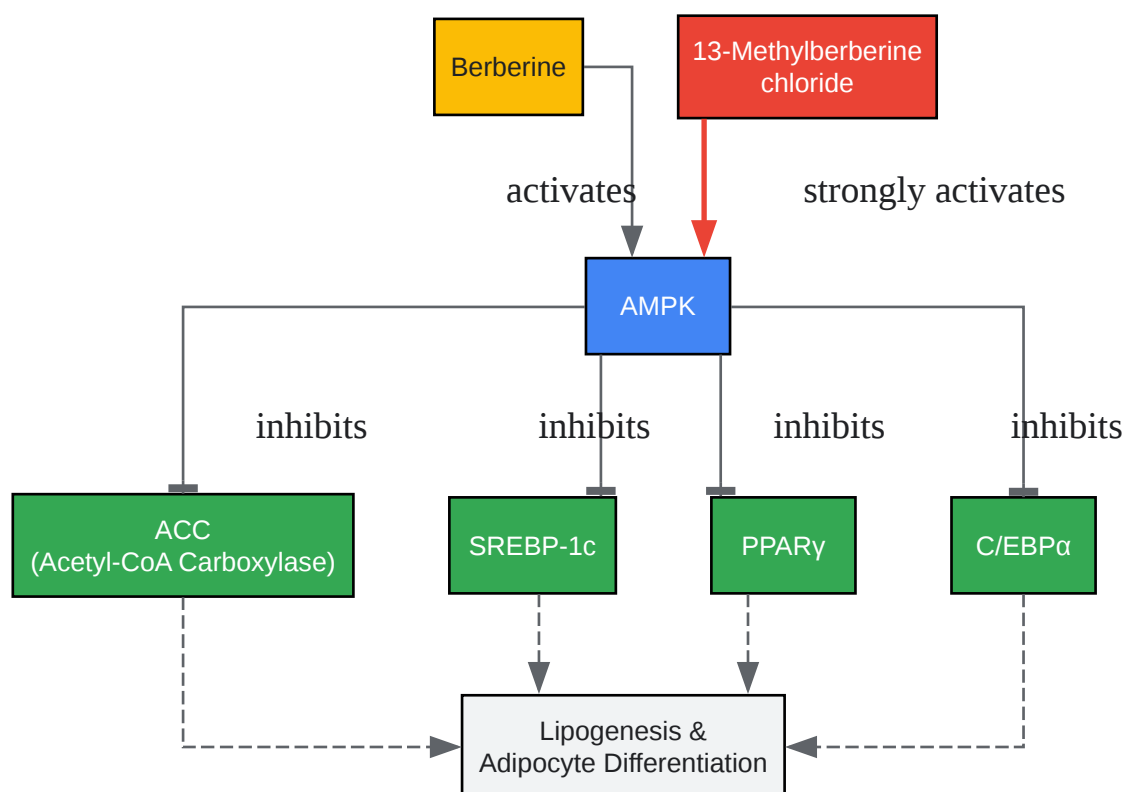 Berberine
13-Methylberberine
chloride
activates
strongly activates
AMPK
inhibits
inhibits
inhibits
inhibits
ACC
(Acetyl-CoA Carboxylase)
SREBP-1c
PPARγ
C/EBPα
Lipogenesis &
Adipocyte Differentiation